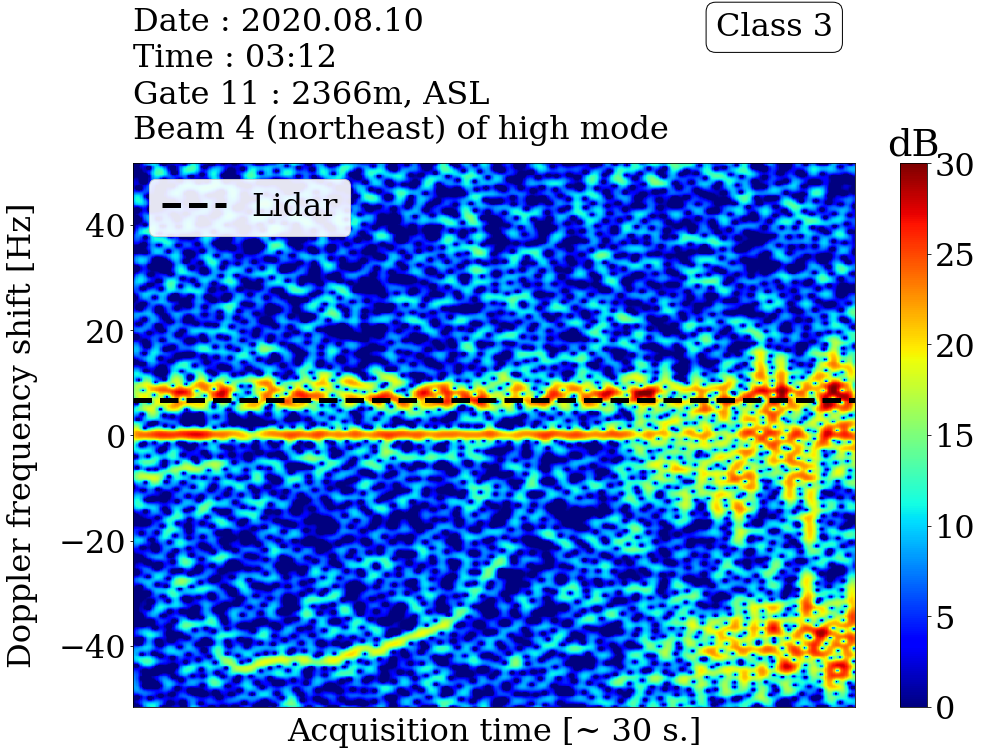 Date : 2020.08.10
Time : 03:12
Gate 11 : 2366m, ASL
Beam 4 (northeast) of high mode
Class 3
dB
Lidar
Doppler frequency shift [Hz]
40
20
0
−20
−40
30
25
20
15
10
5
0
Acquisition time [~ 30 s.]